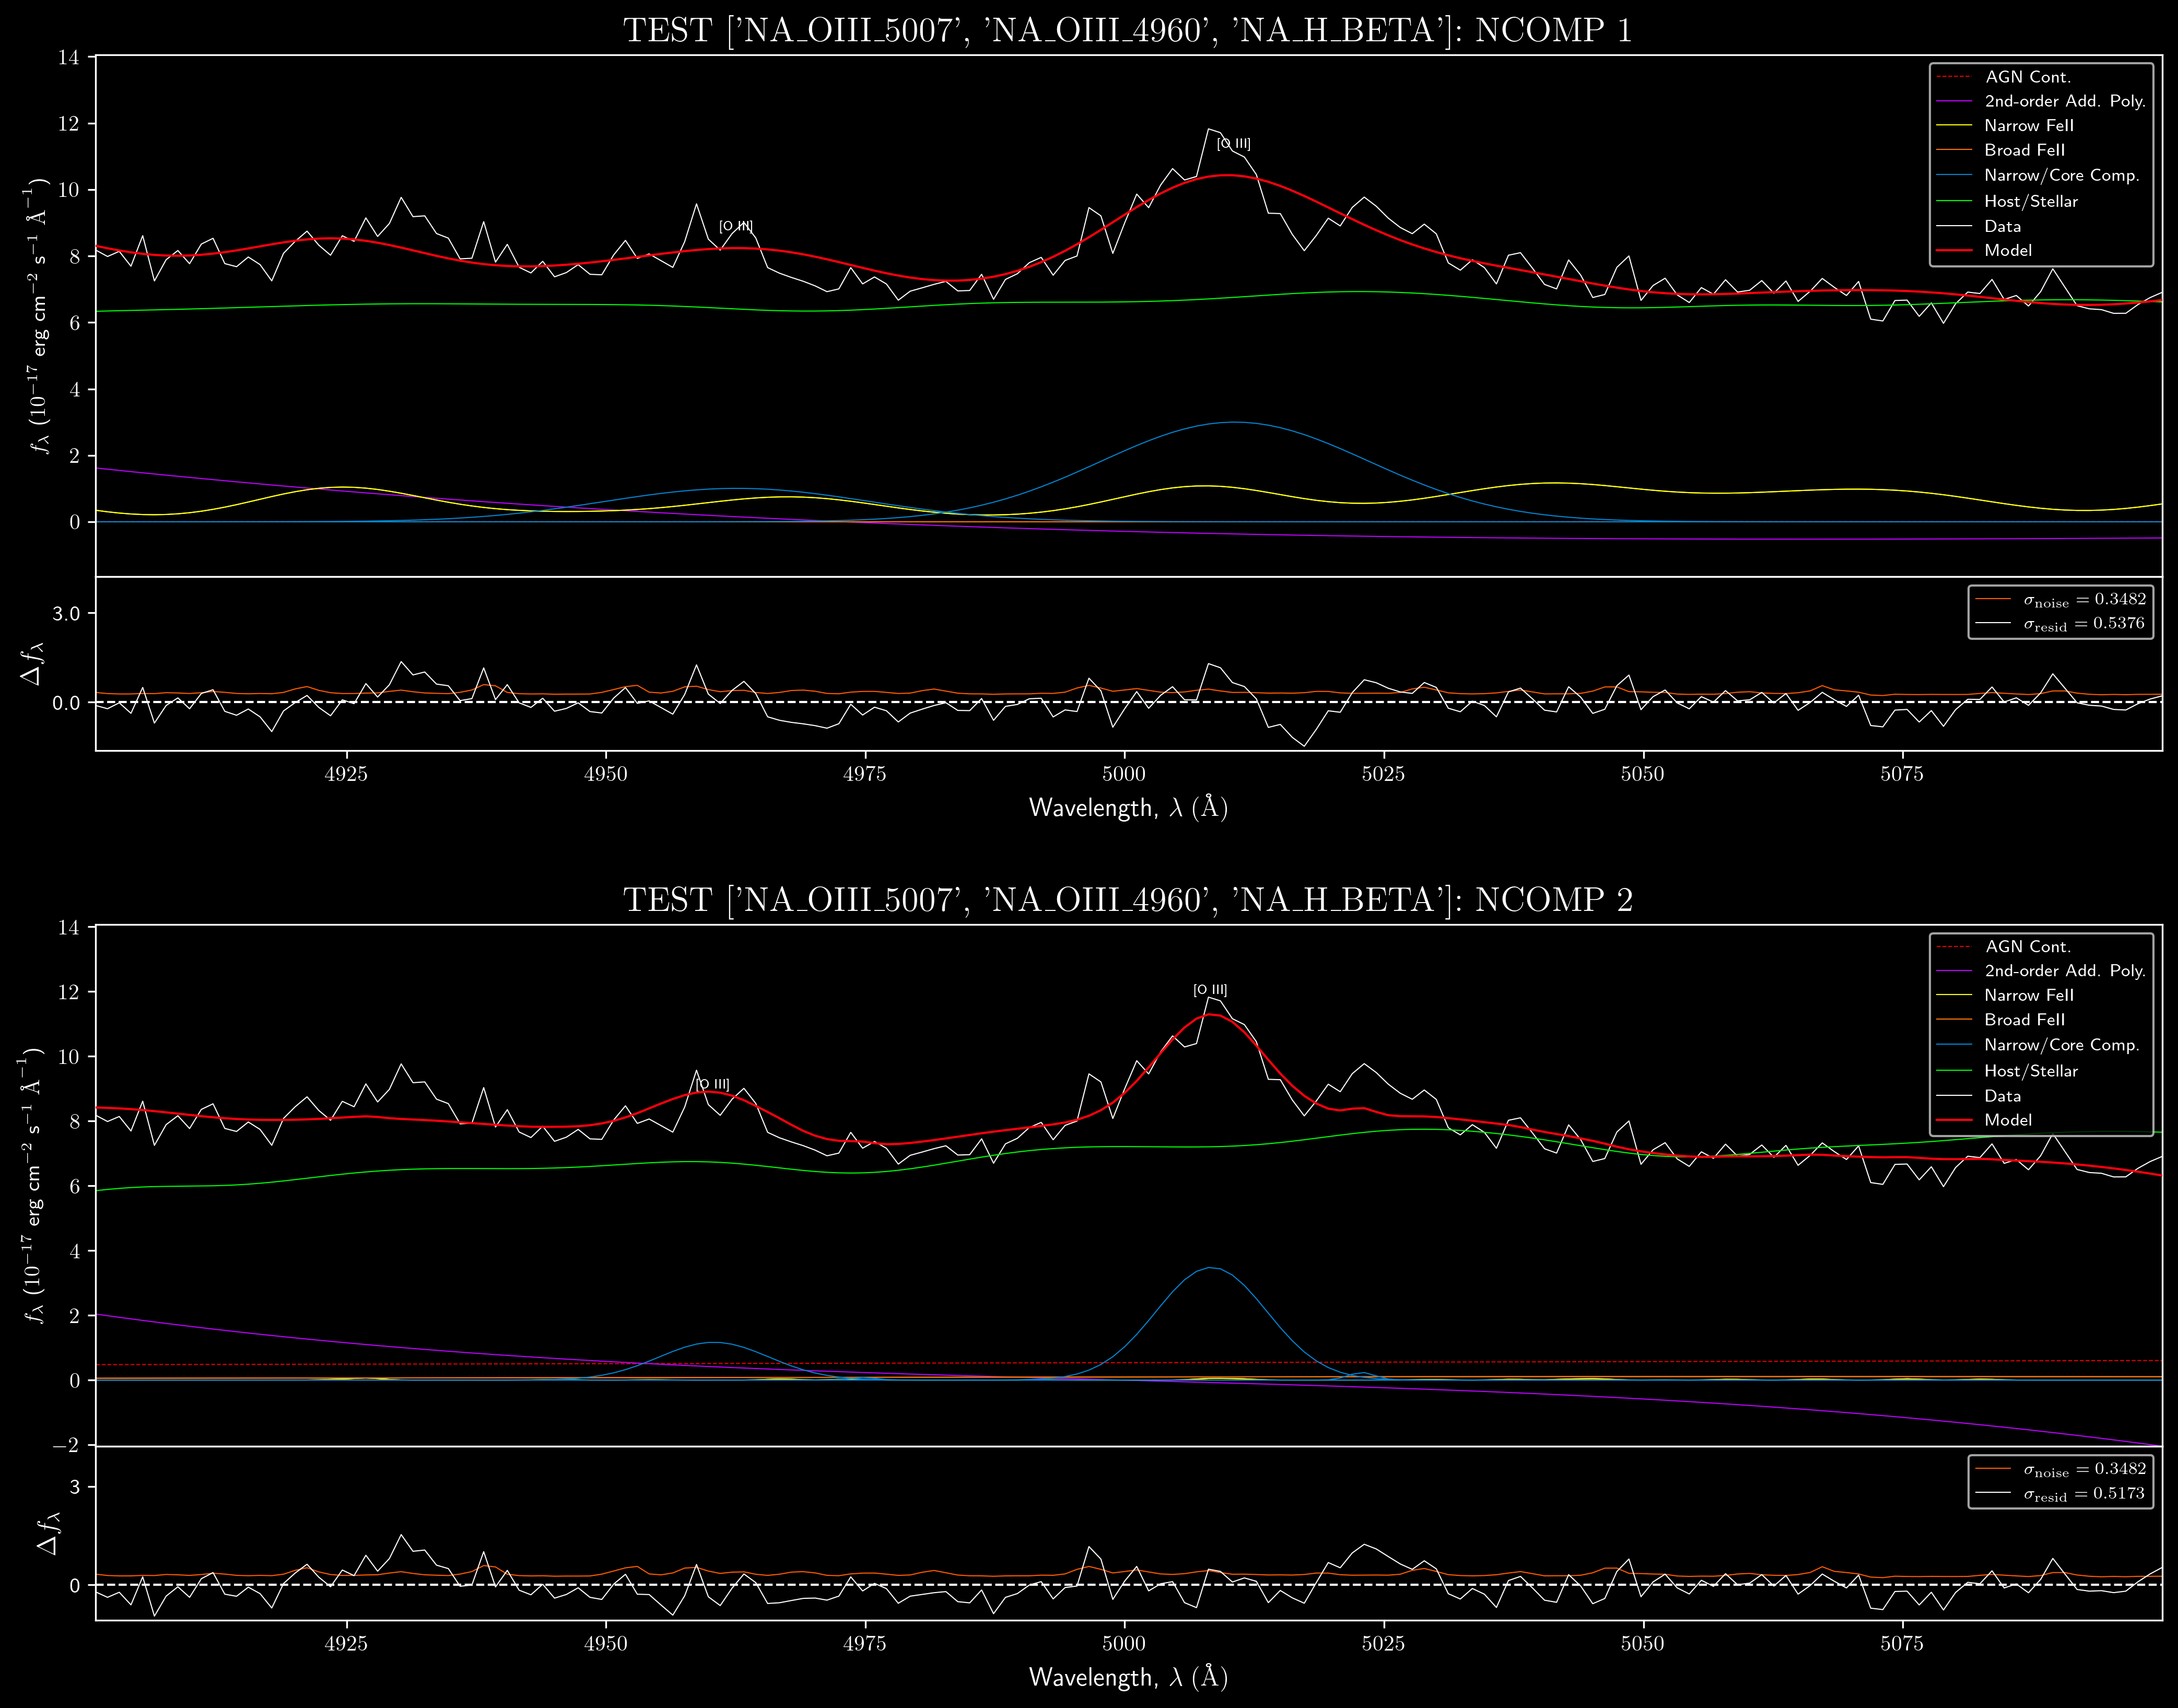 TEST ['NA_OIII_5007', 'NA_OIII_4960', 'NA_H_BETA']: NCOMP 1
14
12
10
8
6
4
2
0
fλ (10−17 erg cm−2 s−1 Å−1)
[O III]
[O III]
AGN Cont.
2nd-order Add. Poly.
Narrow FeII
Broad FeII
Narrow/Core Comp.
Host/Stellar
Data
Model
3.0
0.0
Δfλ
σnoise = 0.3482
σresid = 0.5376
4925 4950 4975 5000 5025 5050 5075
Wavelength, λ (Å)
TEST ['NA_OIII_5007', 'NA_OIII_4960', 'NA_H_BETA']: NCOMP 2
14
12
10
8
6
4
2
0
−2
fλ (10−17 erg cm−2 s−1 Å−1)
[O III]
[O III]
AGN Cont.
2nd-order Add. Poly.
Narrow FeII
Broad FeII
Narrow/Core Comp.
Host/Stellar
Data
Model
3
0
Δfλ
σnoise = 0.3482
σresid = 0.5173
4925 4950 4975 5000 5025 5050 5075
Wavelength, λ (Å)